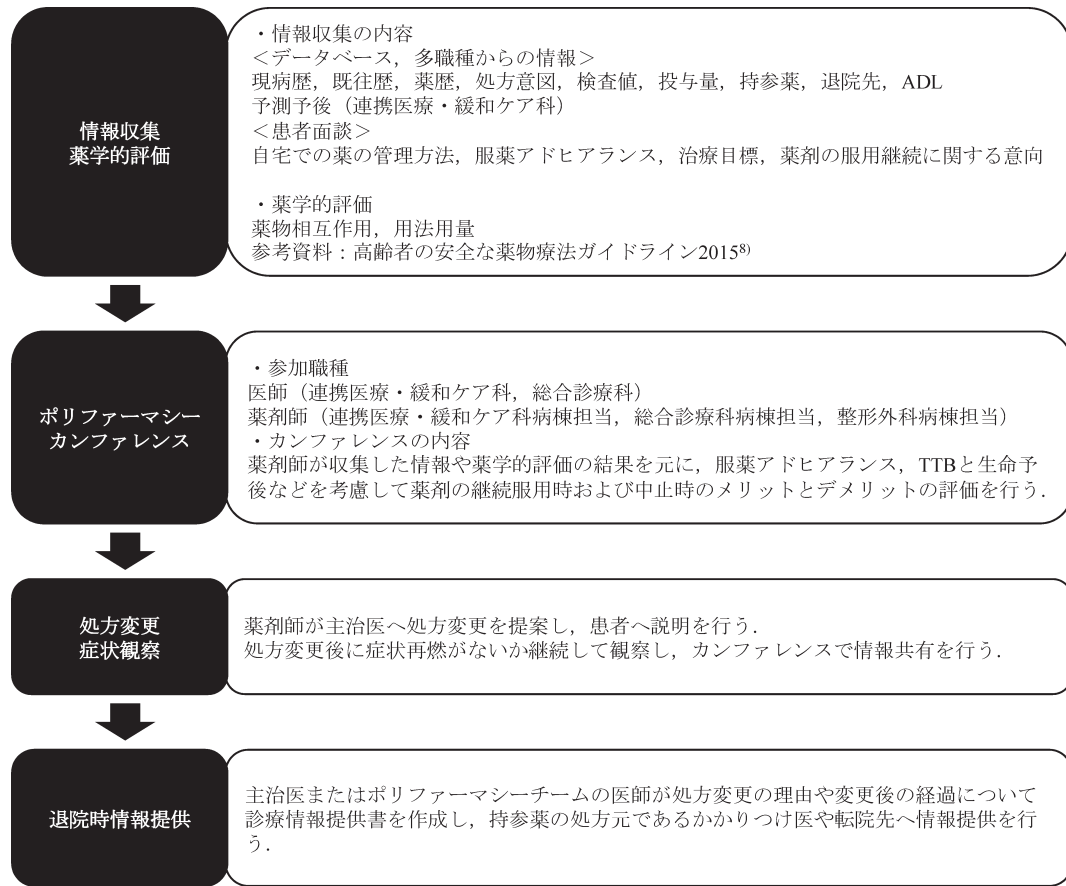 情報収集
薬学的評価
・情報収集の内容
＜データベース，多職種からの情報＞
現病歴，既往歴，薬歴，処方意図，検査値，投与量，持参薬，退院先，ADL
予測予後（連携医療・緩和ケア科）
＜患者面談＞
自宅での薬の管理方法，服薬アドヒアランス，治療目標，薬剤の服用継続に関する意向
・薬学的評価
薬物相互作用，用法用量
参考資料：高齢者の安全な薬物療法ガイドライン2015⁸⁾
ポリファーマシー
カンファレンス
・参加職種
医師（連携医療・緩和ケア科，総合診療科）
薬剤師（連携医療・緩和ケア科病棟担当，総合診療科病棟担当，整形外科病棟担当）
・カンファレンスの内容
薬剤師が収集した情報や薬学的評価の結果を元に，服薬アドヒアランス，TTBと生命予
後などを考慮して薬剤の継続服用時および中止時のメリットとデメリットの評価を行う．
処方変更
症状観察
薬剤師が主治医へ処方変更を提案し，患者へ説明を行う．
処方変更後に症状再燃がないか継続して観察し，カンファレンスで情報共有を行う．
退院時情報提供
主治医またはポリファーマシーチームの医師が処方変更の理由や変更後の経過について
診療情報提供書を作成し，持参薬の処方元であるかかりつけ医や転院先へ情報提供を行
う．